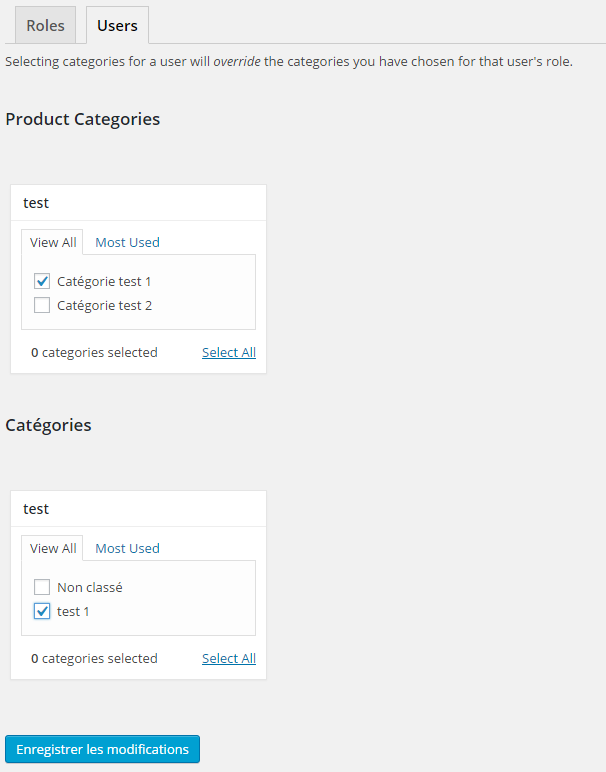 Roles Users
Selecting categories for a user will override the categories you have chosen for that user's role.
Product Categories
test
View All Most Used
Catégorie test 1
Catégorie test 2
0 categories selected Select All
Catégories
test
View All Most Used
Non classé
test 1
0 categories selected Select All
Enregistrer les modifications